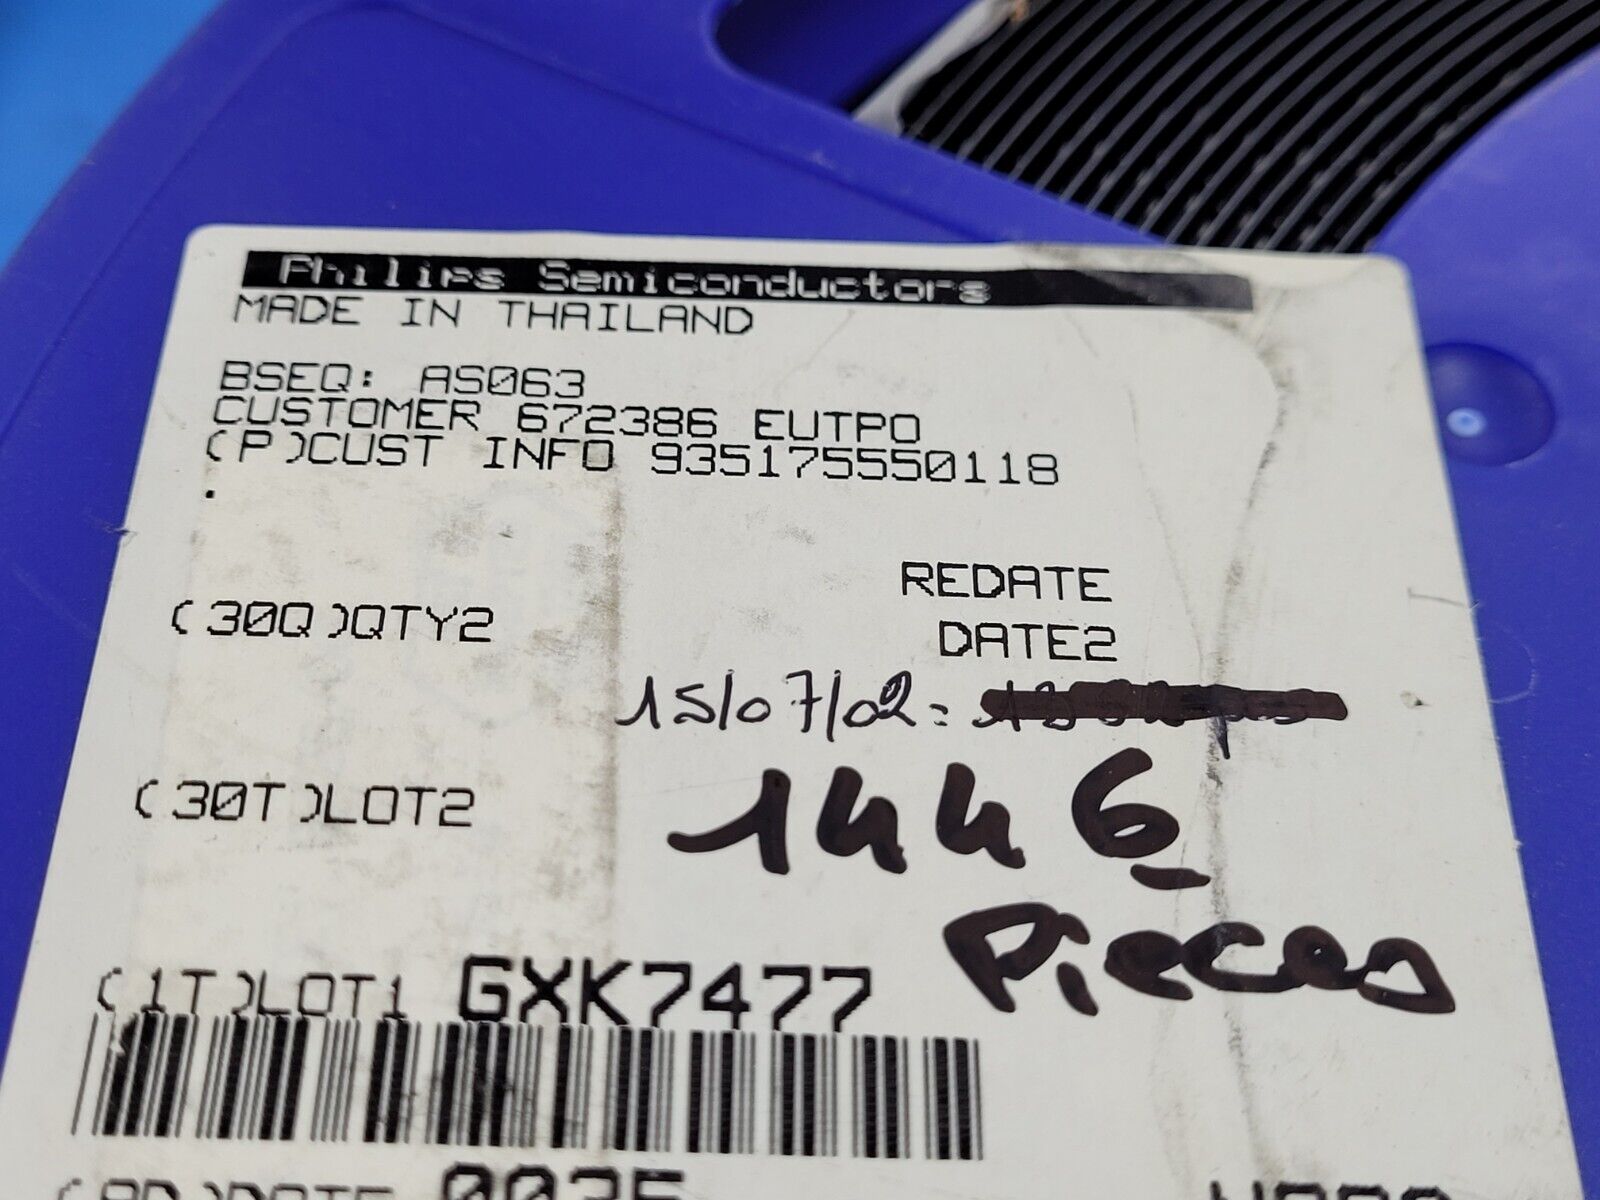 Philips Semiconductors
MADE IN THAILAND
BSEQ: AS063
CUSTOMER 672386 EUTPO
(P)CUST INFO 935175550118
.
REDATE
(30Q)QTY2
DATE2
15/07/02:
(30T)LOT2
1446
Pieces
(1T)LOT1 GXK7477